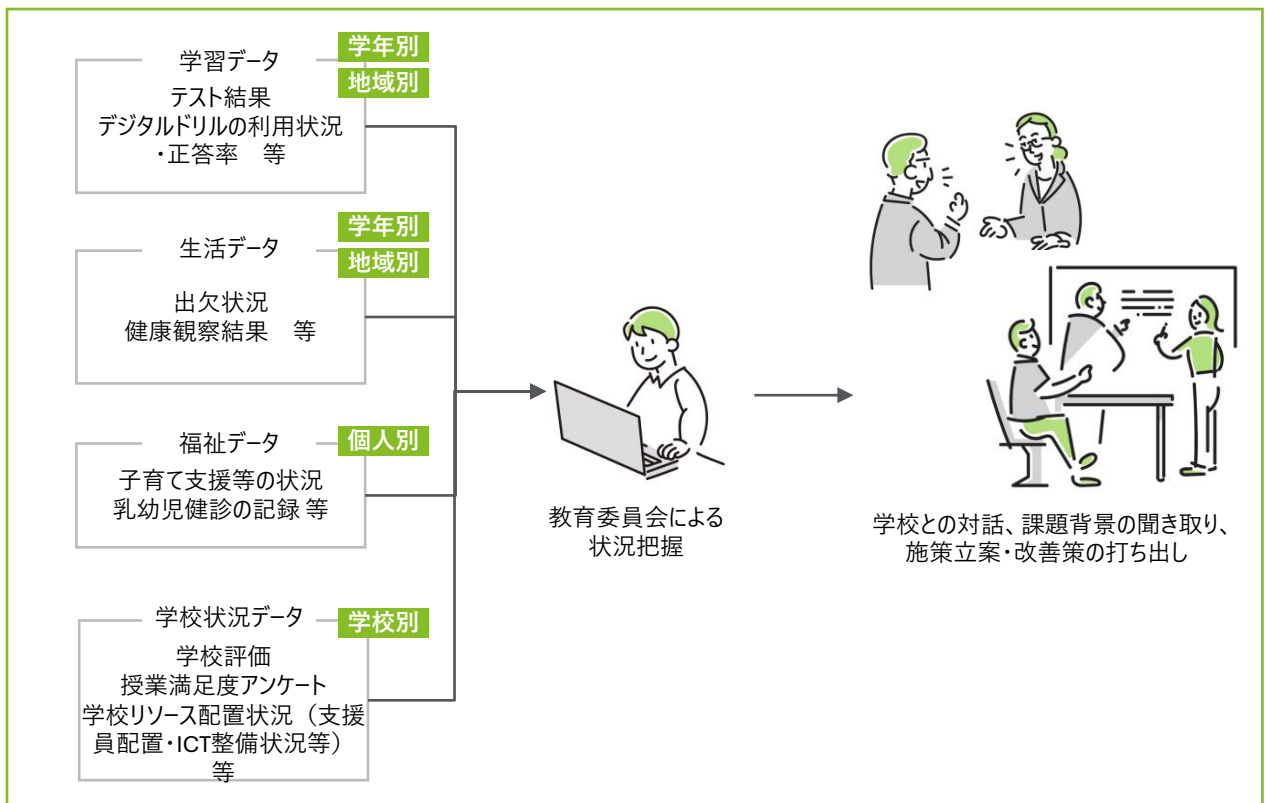 学習データ
学年別
地域別
テスト結果
デジタルドリルの利用状況
・正答率　等
生活データ
学年別
地域別
出欠状況
健康観察結果　等
福祉データ
個人別
子育て支援等の状況
乳幼児健診の記録 等
学校状況データ
学校別
学校評価
授業満足度アンケート
学校リソース配置状況（支援
員配置・ICT整備状況等）
等
教育委員会による
状況把握
学校との対話、課題背景の聞き取り、
施策立案・改善策の打ち出し